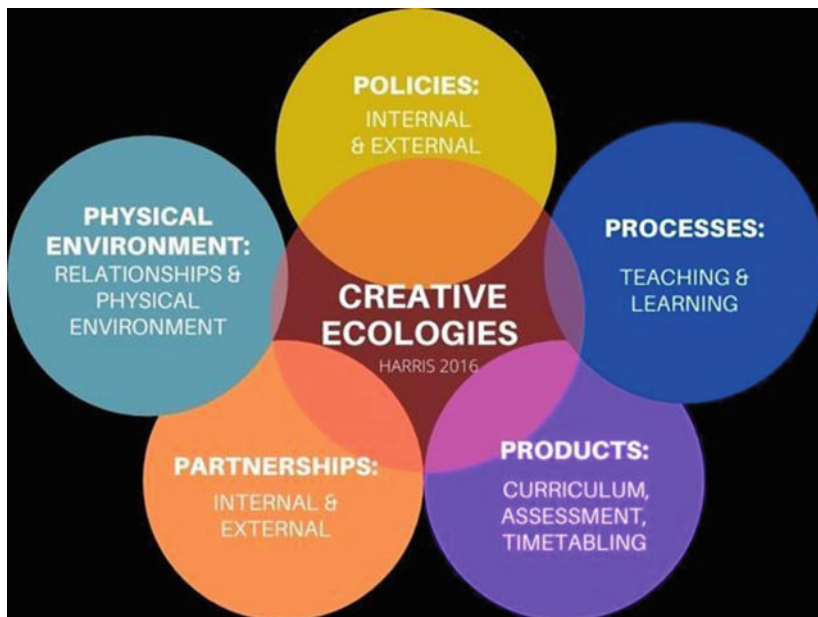 POLICIES:
INTERNAL
& EXTERNAL
PHYSICAL
ENVIRONMENT:
RELATIONSHIPS &
PHYSICAL
ENVIRONMENT
PROCESSES:
TEACHING &
LEARNING
CREATIVE
ECOLOGIES
HARRIS 2016
PARTNERSHIPS:
INTERNAL &
EXTERNAL
PRODUCTS:
CURRICULUM,
ASSESSMENT,
TIMETABLING